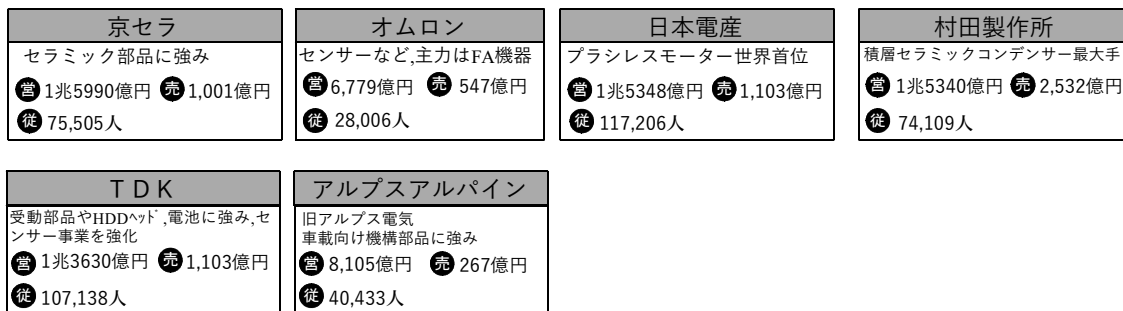 京セラ
セラミック部品に強み
営 1兆5990億円 売 1,001億円
従 75,505人
オムロン
センサーなど,主力はFA機器
営 6,779億円 売 547億円
従 28,006人
日本電産
ブラシレスモーター世界首位
営 1兆5348億円 売 1,103億円
従 117,206人
村田製作所
積層セラミックコンデンサー最大手
営 1兆5340億円 売 2,532億円
従 74,109人
TDK
受動部品やHDDヘッド,電池に強み,セ
ンサー事業を強化
営 1兆3630億円 売 1,103億円
従 107,138人
アルプスアルパイン
旧アルプス電気
車載向け機構部品に強み
営 8,105億円 売 267億円
従 40,433人